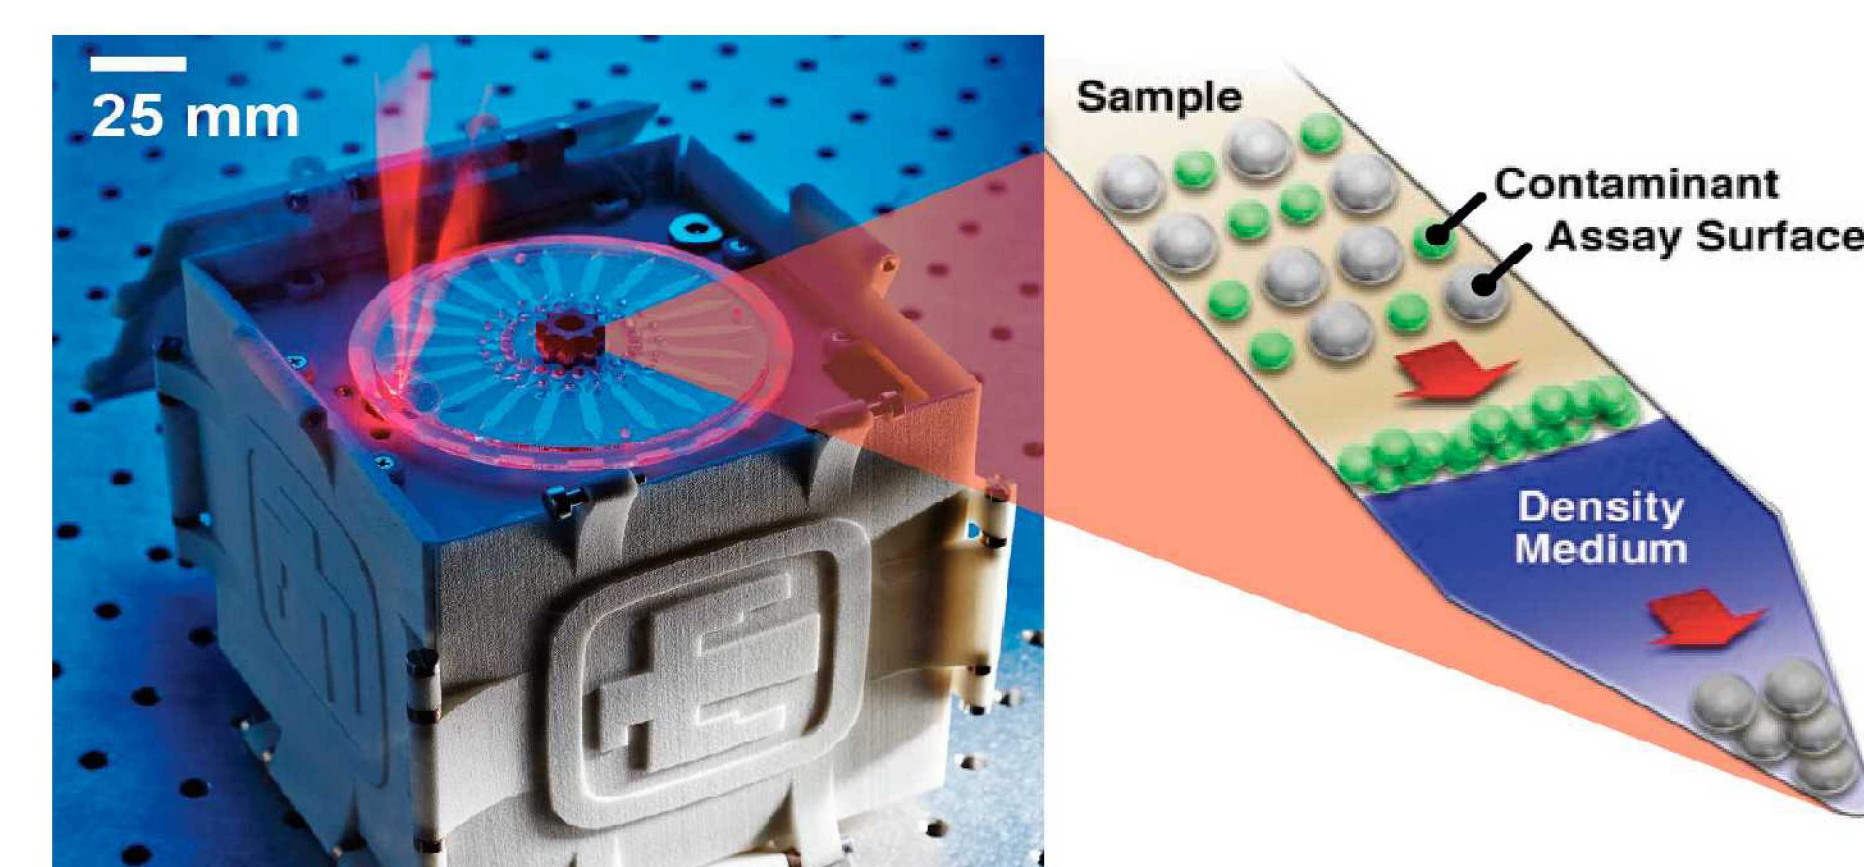 25 mm
Sample
Contaminant
Assay Surface
Density
Medium